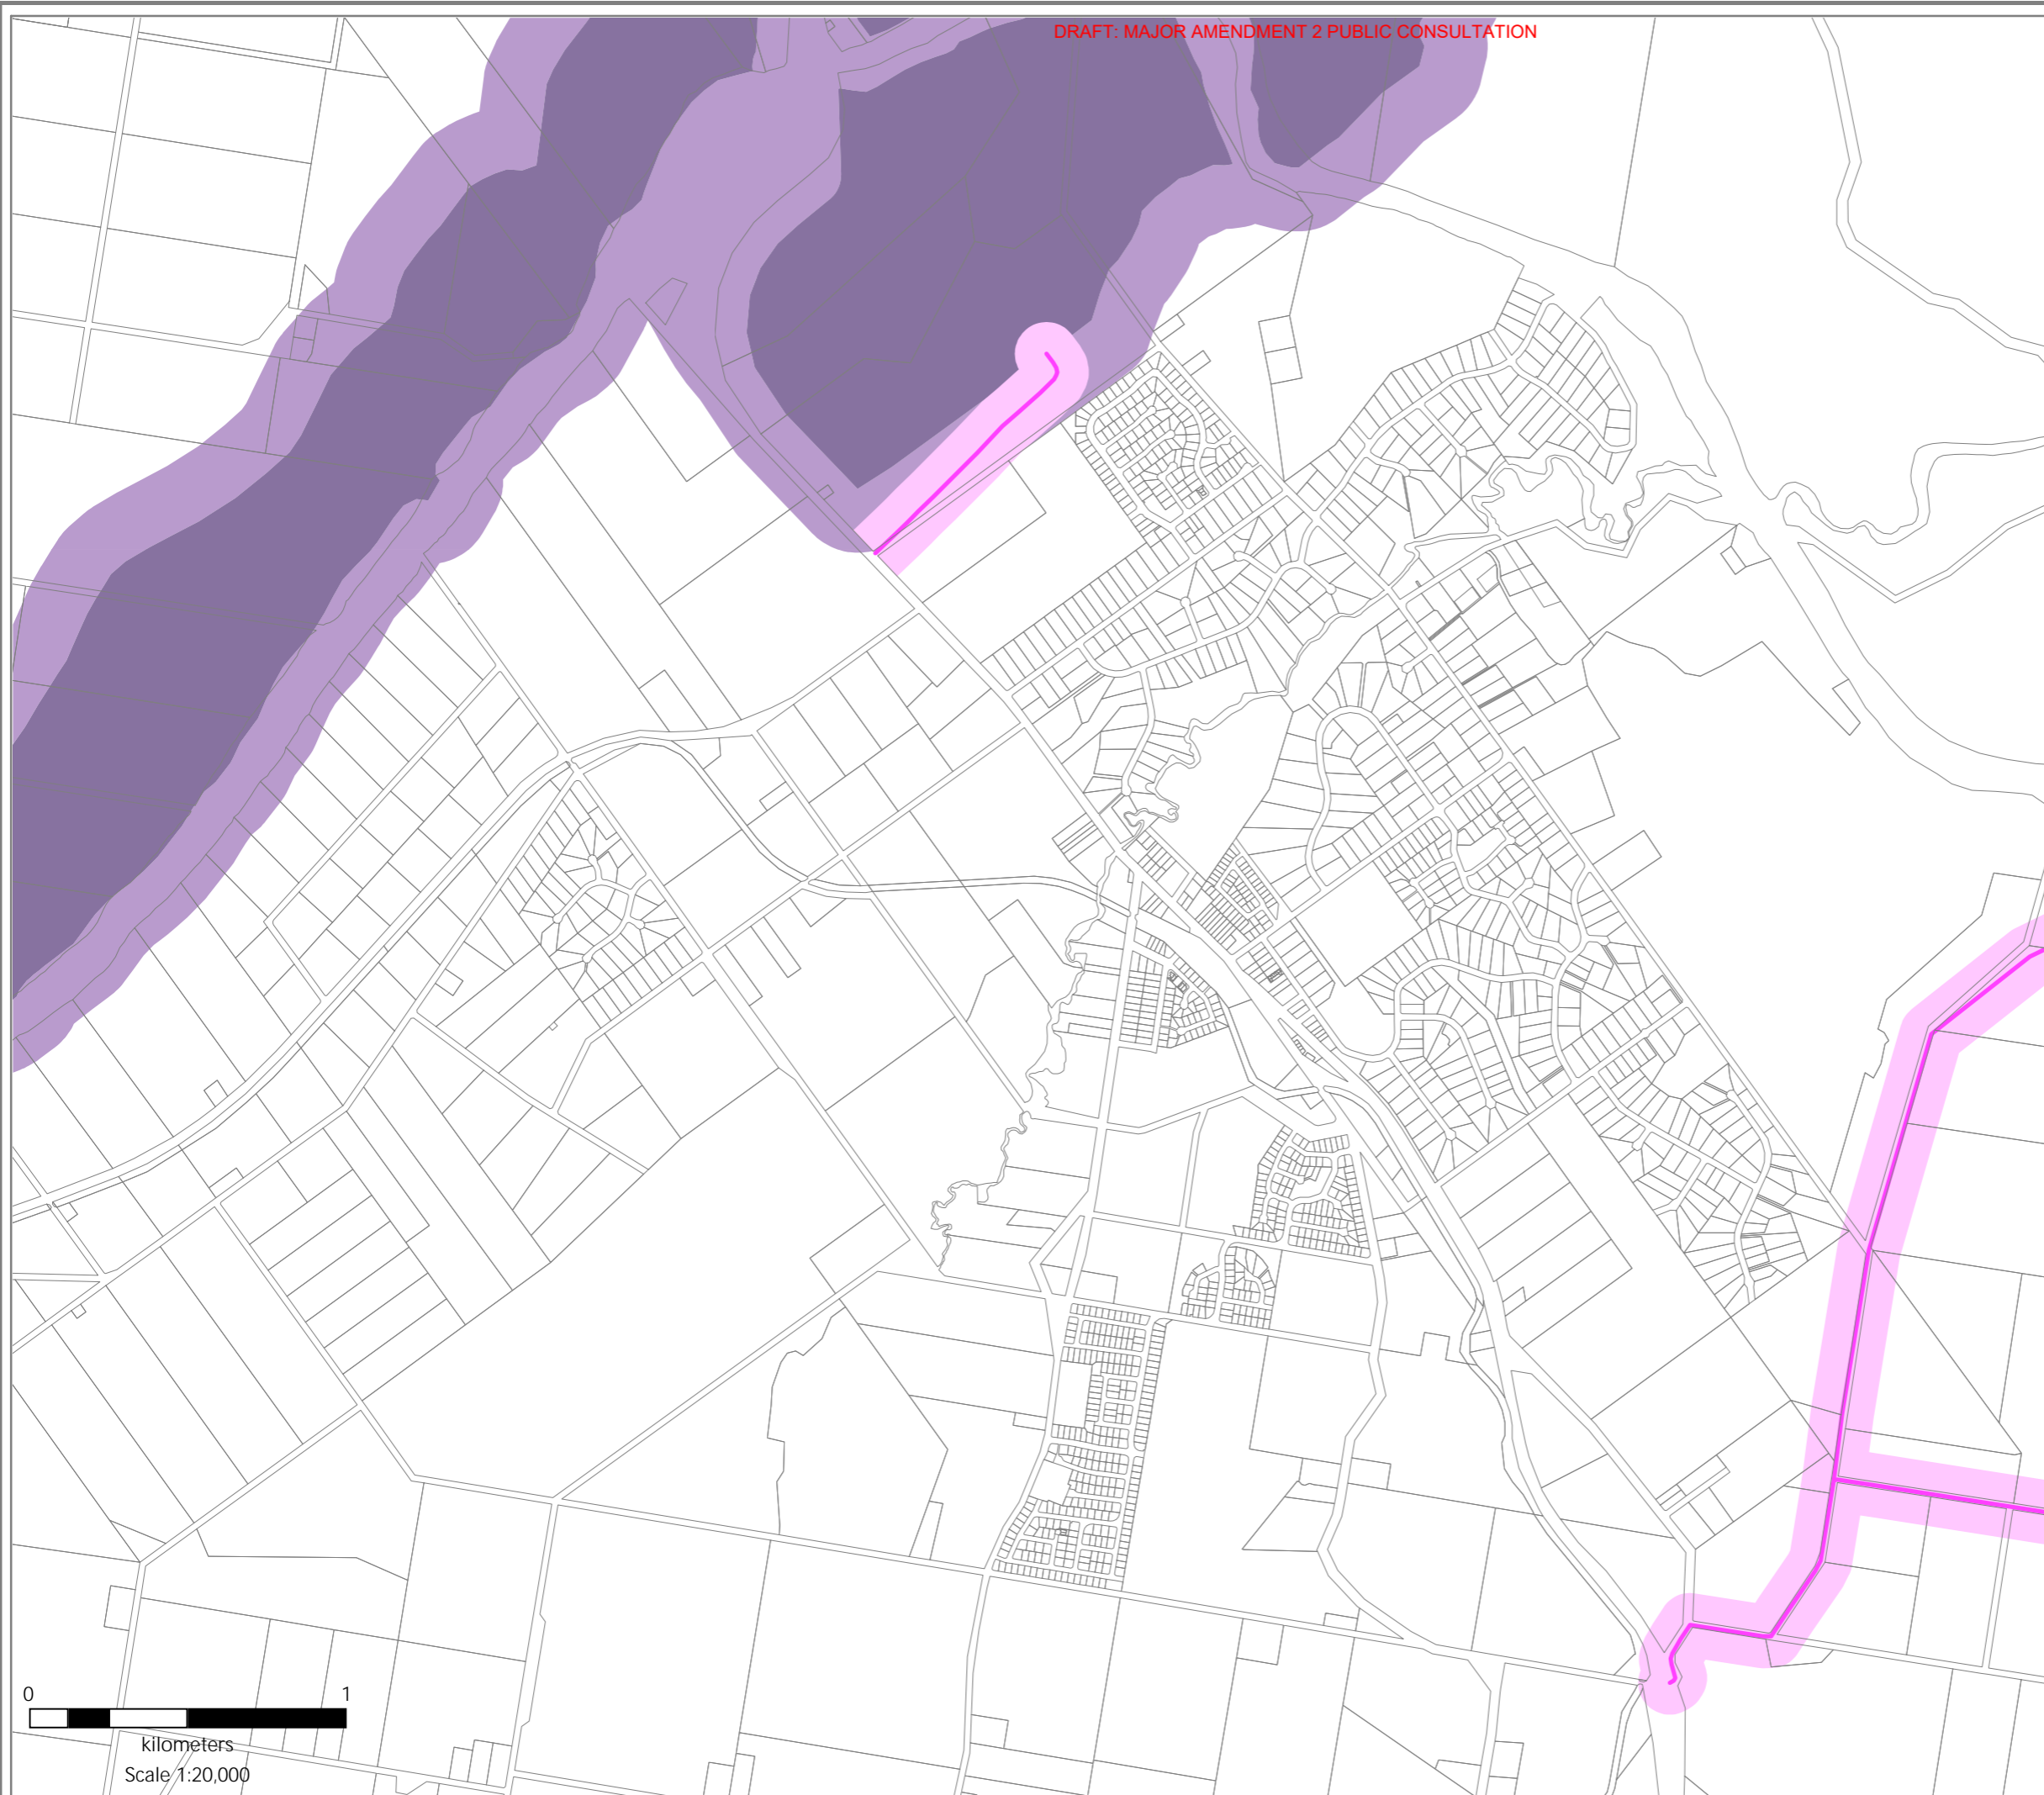 DRAFT: MAJOR AMENDMENT 2 PUBLIC CONSULTATION
0 1
kilometers
Scale 1:20,000